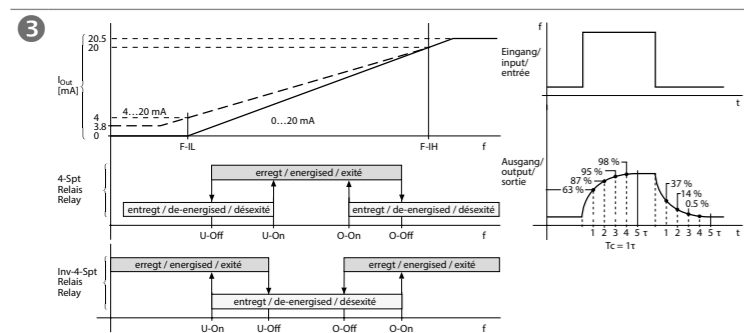 3
20.5
20
I_Out
[mA]
4
3.8
0
4…20 mA
0…20 mA
F-IL
F-IH
f
4-Spt
Relais
Relay
erregt / energised / exité
entregt / de-energised / désexité
entregt / de-energised / désexité
U-Off
U-On
O-On
O-Off
f
Inv-4-Spt
Relais
Relay
erregt / energised / exité
erregt / energised / exité
entregt / de-energised / désexité
U-On
U-Off
O-Off
O-On
f
f
Eingang/
input/
entrée
t
Ausgang/
output/
sortie
98 %
95 %
87 %
63 %
37 %
14 %
0.5 %
1 2 3 4 5 τ
1 2 3 4 5 τ
t
Tc = 1τ